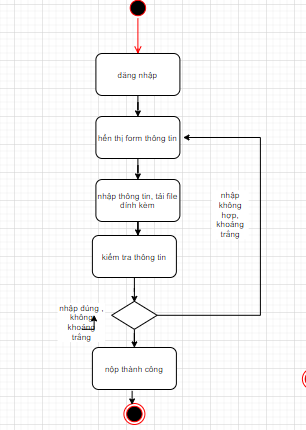 đăng nhập
hển thị form thông tin
nhập thông tin, tải file
đính kèm
kiểm tra thông tin
nhập
không
hợp,
khoảng
trắng
nhập đúng ,
không
khoảng
trắng
nộp thành công